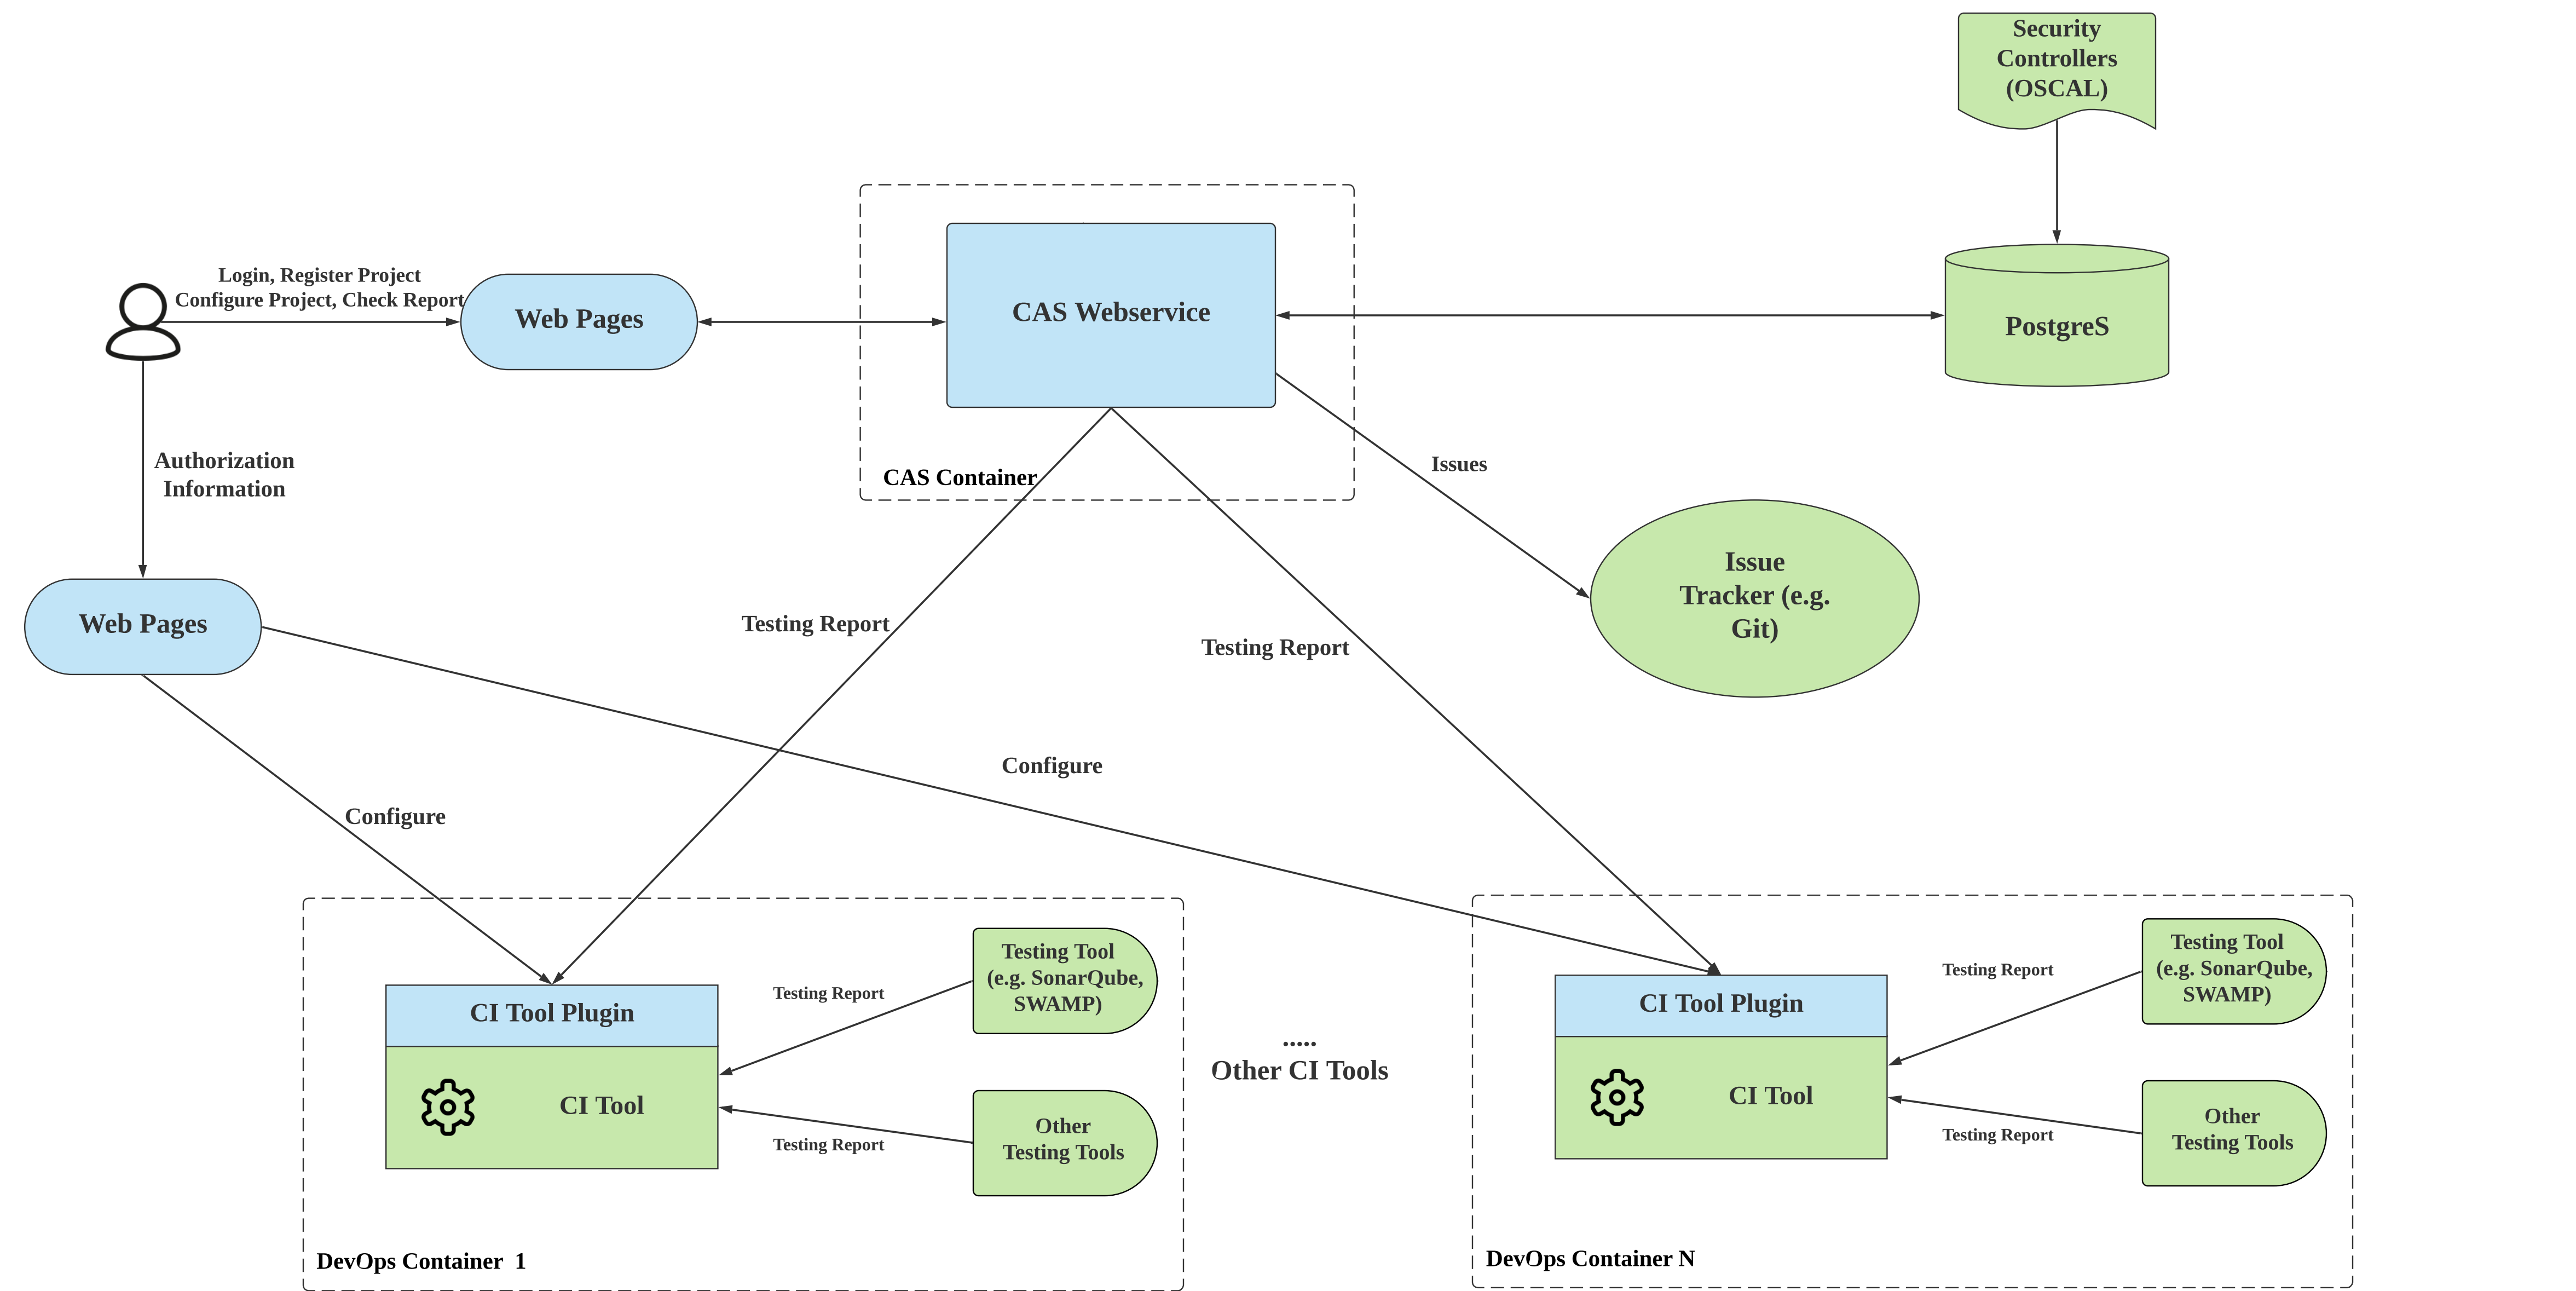 Security
Controllers
(OSCAL)
Login, Register Project
Configure Project, Check Report
Web Pages
CAS Webservice
PostgreS
CAS Container
Authorization
Information
Issues
Issue
Tracker (e.g.
Git)
Web Pages
Testing Report
Testing Report
Configure
Configure
CI Tool Plugin
CI Tool
Testing Report
Testing Report
Testing Tool
(e.g. SonarQube,
SWAMP)
Other
Testing Tools
DevOps Container 1
.....
Other CI Tools
CI Tool Plugin
CI Tool
Testing Report
Testing Report
Testing Tool
(e.g. SonarQube,
SWAMP)
Other
Testing Tools
DevOps Container N